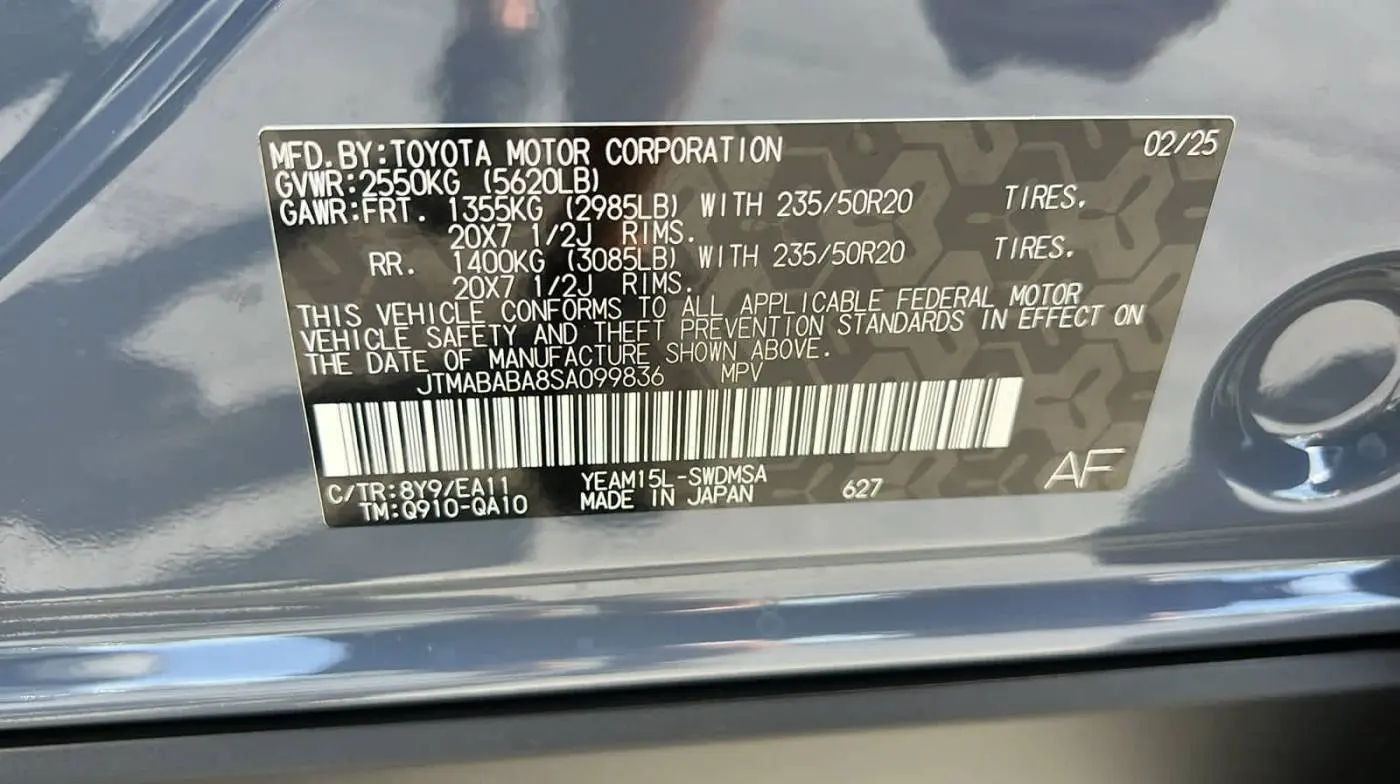 MFD.BY:TOYOTA MOTOR CORPORATION 02/25
GVWR:2550KG (5620LB)
GAWR:FRT. 1355KG (2985LB) WITH 235/50R20 TIRES.
20X7 1/2J RIMS.
RR. 1400KG (3085LB) WITH 235/50R20 TIRES.
20X7 1/2J RIMS.
THIS VEHICLE CONFORMS TO ALL APPLICABLE FEDERAL MOTOR
VEHICLE SAFETY AND THEFT PREVENTION STANDARDS IN EFFECT ON
THE DATE OF MANUFACTURE SHOWN ABOVE.
JTMABABA8SA099836 MPV
C/TR:8Y9/EA11 YEAM15L-SWDMSA 627 AF
TM:Q910-QA10 MADE IN JAPAN